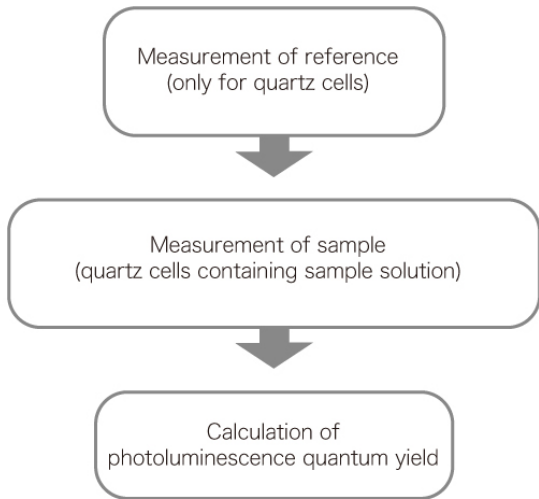 Measurement of reference
(only for quartz cells)
Measurement of sample
(quartz cells containing sample solution)
Calculation of
photoluminescence quantum yield